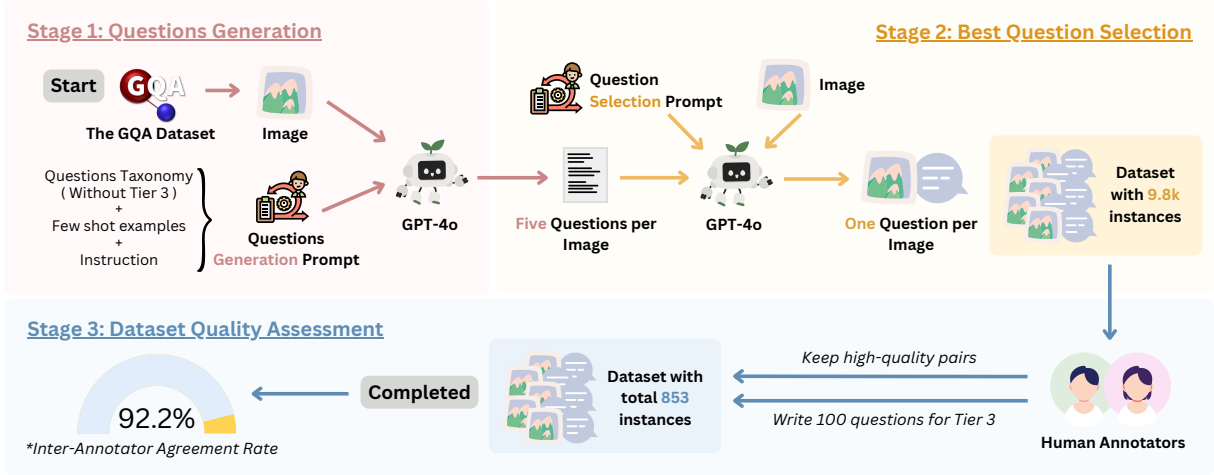 Stage 1: Questions Generation
Start
GQA
The GQA Dataset
Image
Questions Taxonomy
( Without Tier 3 )
+
Few shot examples
+
Instruction
Questions
Generation Prompt
GPT-4o
Stage 2: Best Question Selection
Question
Selection Prompt
Image
Five Questions per
Image
GPT-4o
One Question per
Image
Dataset
with 9.8k
instances
Stage 3: Dataset Quality Assessment
92.2%
*Inter-Annotator Agreement Rate
Completed
Dataset with
total 853
instances
Keep high-quality pairs
Write 100 questions for Tier 3
Human Annotators